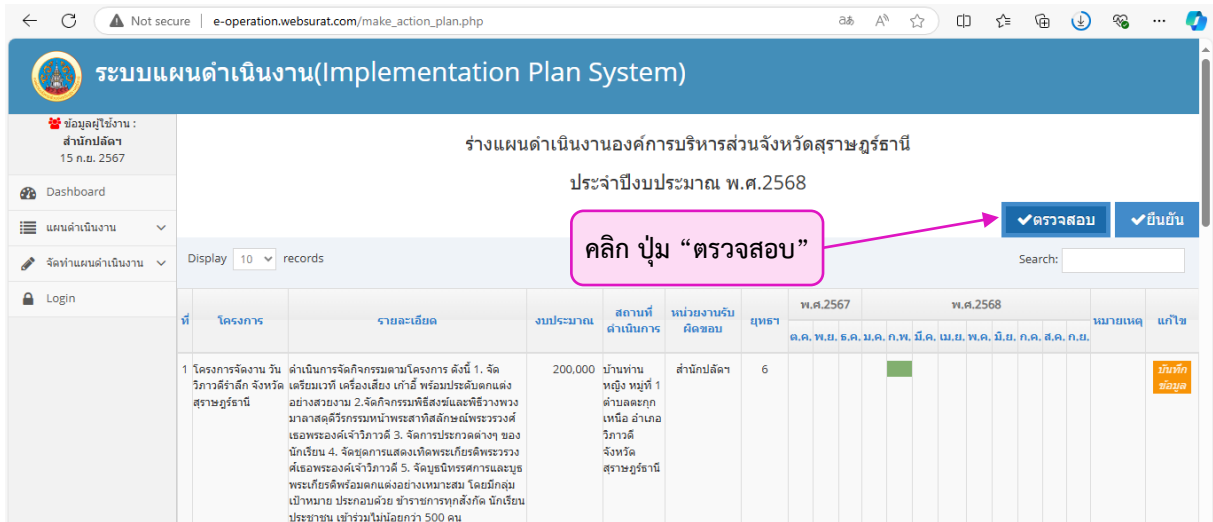 Not secure | e-operation.websurat.com/make_action_plan.php
ระบบแผนดำเนินงาน(Implementation Plan System)
ข้อมูลผู้ใช้งาน :
สำนักปลัดฯ
15 ก.ย. 2567
Dashboard
แผนดำเนินงาน
จัดทำแผนดำเนินงาน
Login
ร่างแผนดำเนินงานองค์การบริหารส่วนจังหวัดสุราษฎร์ธานี
ประจำปีงบประมาณ พ.ศ.2568
ตรวจสอบ ยืนยัน
คลิก ปุ่ม “ตรวจสอบ”
Display 10 records Search:
ที่ โครงการ รายละเอียด งบประมาณ สถานที่ดำเนินการ หน่วยงานรับผิดชอบ ยุทธฯ พ.ศ.2567 พ.ศ.2568 หมายเหตุ แก้ไข
ต.ค. พ.ย. ธ.ค. ม.ค. ก.พ. มี.ค. เม.ย. พ.ค. มิ.ย. ก.ค. ส.ค. ก.ย.
1 โครงการจัดงาน วัน ดำเนินการจัดกิจกรรมตามโครงการ ดังนี้ 1. จัด 200,000 บ้านท่าน สำนักปลัดฯ 6 บันทึก
วิภาวดีรำลึก จังหวัด เตรียมเวที เครื่องเสียง เก้าอี้ พร้อมประดับตกแต่ง หญิง หมู่ที่ 1 ข้อมูล
สุราษฎร์ธานี อย่างสวยงาม 2.จัดกิจกรรมพิธีสงฆ์และพิธีวางพวง ตำบลตะกุก
มาลาสดุดีวีรกรรมหน้าพระสาทิสลักษณ์พระวรวงศ์ เหนือ อำเภอ
เธอพระองค์เจ้าวิภาวดี 3. จัดการประกวดต่างๆ ของ วิภาวดี
นักเรียน 4. จัดชุดการแสดงเทิดพระเกียรติพระวรวง จังหวัด
ศ์เธอพระองค์เจ้าวิภาวดี 5. จัดบูธนิทรรศการและบูธ สุราษฎร์ธานี
พระเกียรติพร้อมตกแต่งอย่างเหมาะสม โดยมีกลุ่ม
เป้าหมาย ประกอบด้วย ข้าราชการทุกสังกัด นักเรียน
ประชาชน เข้าร่วมไม่น้อยกว่า 500 คน